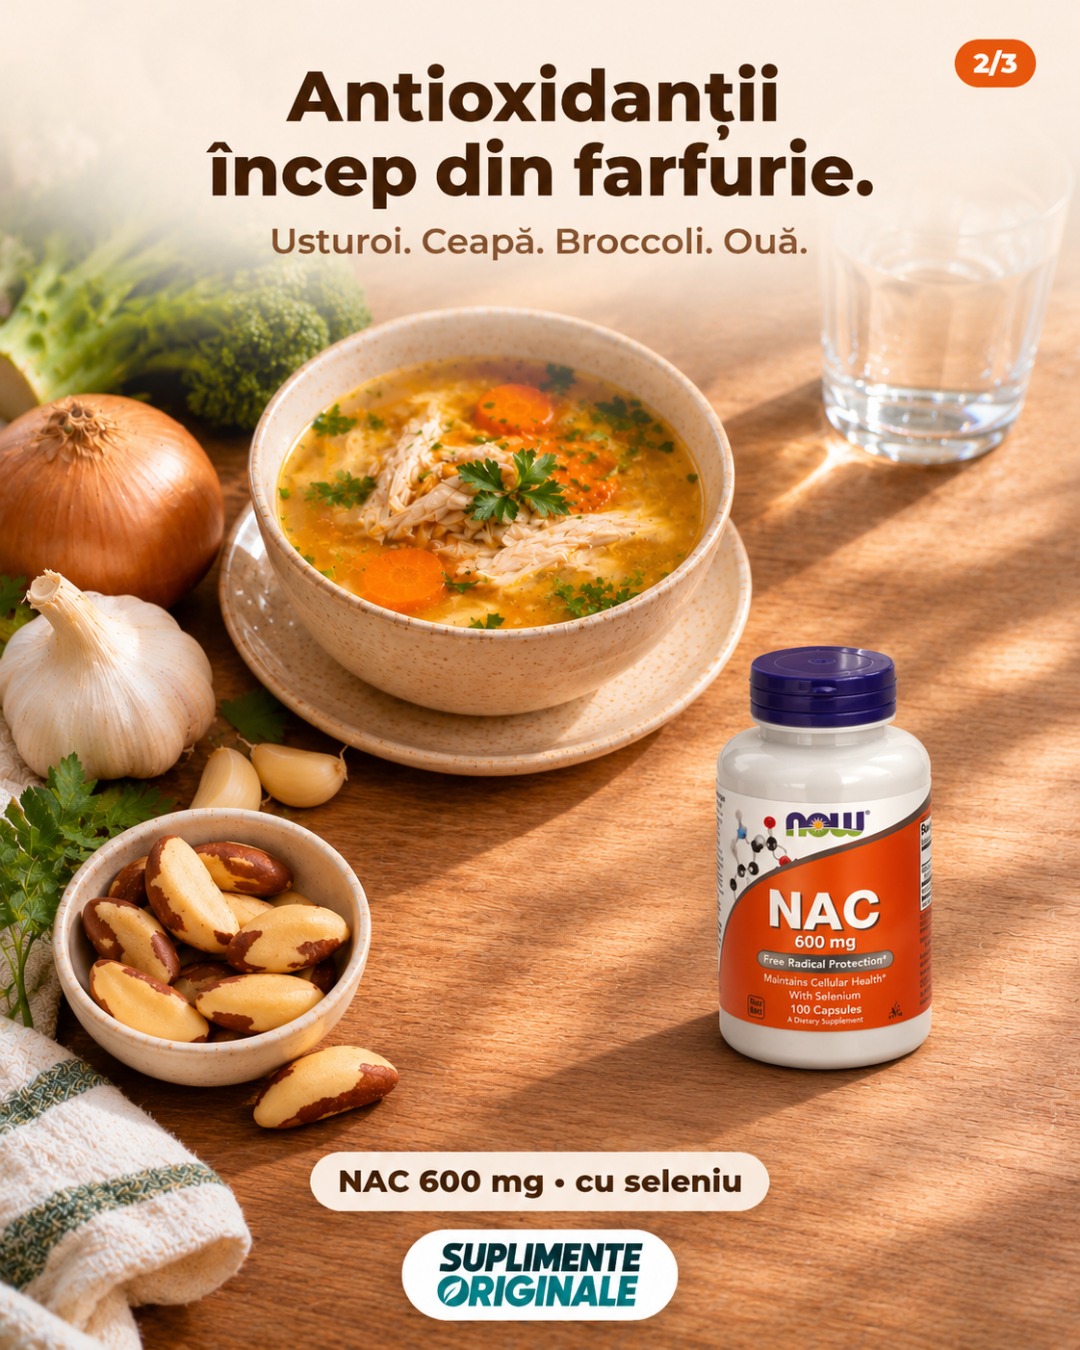 2/3
Antioxidanții
încep din farfurie.
Usturoi. Ceapă. Broccoli. Ouă.
NOW®
NAC
600 mg
Free Radical Protection*
Maintains Cellular Health*
With Selenium
100 Capsules
A Dietary Supplement
NAC 600 mg • cu seleniu
SUPLIMENTE
ORIGINALE